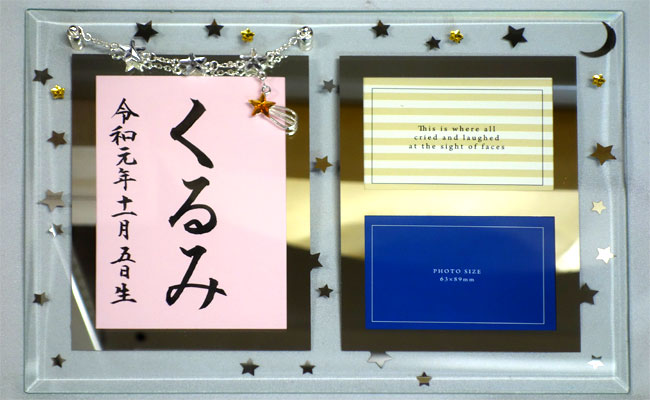 くるみ
令和元年十一月五日生
This is where all
cried and laughed
at the sight of faces
PHOTO SIZE
63×89mm